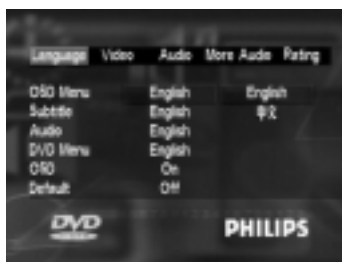 Language Video Audio More Audio Rating
OSD Menu English English
Subtitle English 中文
Audio English
DVD Menu English
OSD On
Default Off
DVD PHILIPS